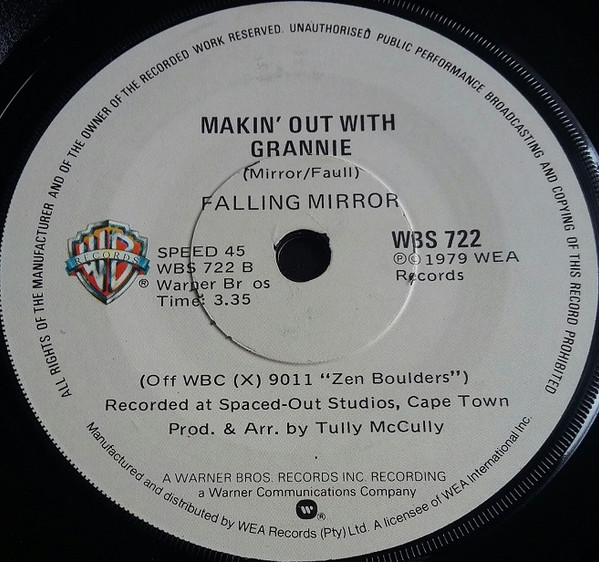 ALL RIGHTS OF THE MANUFACTURER AND OF THE OWNER OF THE RECORDED WORK RESERVED. UNAUTHORISED PUBLIC PERFORMANCE BROADCASTING AND COPYING OF THIS RECORD PROHIBITED
MAKIN' OUT WITH
GRANNIE
(Mirror/Faull)
FALLING MIRROR
WB
RECORDS
®
SPEED 45
WBS 722 B
Warner Br os
Time: 3.35
WBS 722
℗©1979 WEA
Records
(Off WBC (X) 9011 "Zen Boulders")
Recorded at Spaced-Out Studios, Cape Town
Prod. & Arr. by Tully McCully
A WARNER BROS. RECORDS INC. RECORDING
a Warner Communications Company
W®
Manufactured and distributed by WEA Records (Pty) Ltd. A licensee of WEA International Inc.